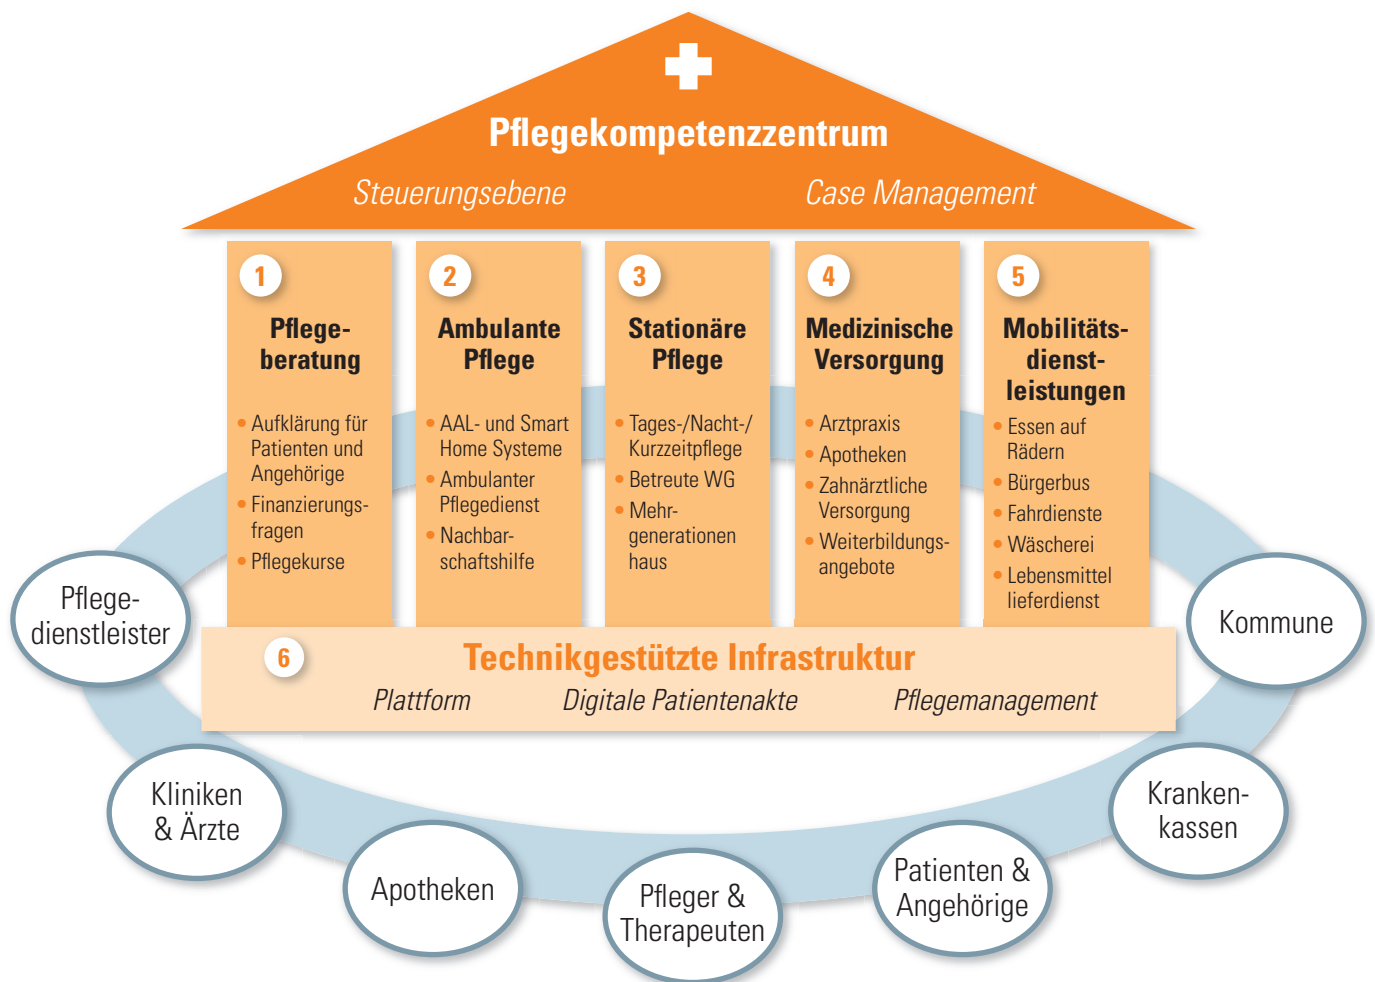 Pflegekompetenzzentrum
Steuerungsebene
Case Management
1
Pflege-
beratung
• Aufklärung für
Patienten und
Angehörige
• Finanzierungs-
fragen
• Pflegekurse
2
Ambulante
Pflege
• AAL- und Smart
Home Systeme
• Ambulanter
Pflegedienst
• Nachbar-
schaftshilfe
3
Stationäre
Pflege
• Tages-/Nacht-/
Kurzzeitpflege
• Betreute WG
• Mehr-
generationen
haus
4
Medizinische
Versorgung
• Arztpraxis
• Apotheken
• Zahnärztliche
Versorgung
• Weiterbildungs-
angebote
5
Mobilitäts-
dienst-
leistungen
• Essen auf
Rädern
• Bürgerbus
• Fahrdienste
• Wäscherei
• Lebensmittel
lieferdienst
6
Technikgestützte Infrastruktur
Plattform
Digitale Patientenakte
Pflegemanagement
Pflege-
dienstleister
Kliniken
& Ärzte
Apotheken
Pfleger &
Therapeuten
Patienten &
Angehörige
Kranken-
kassen
Kommune